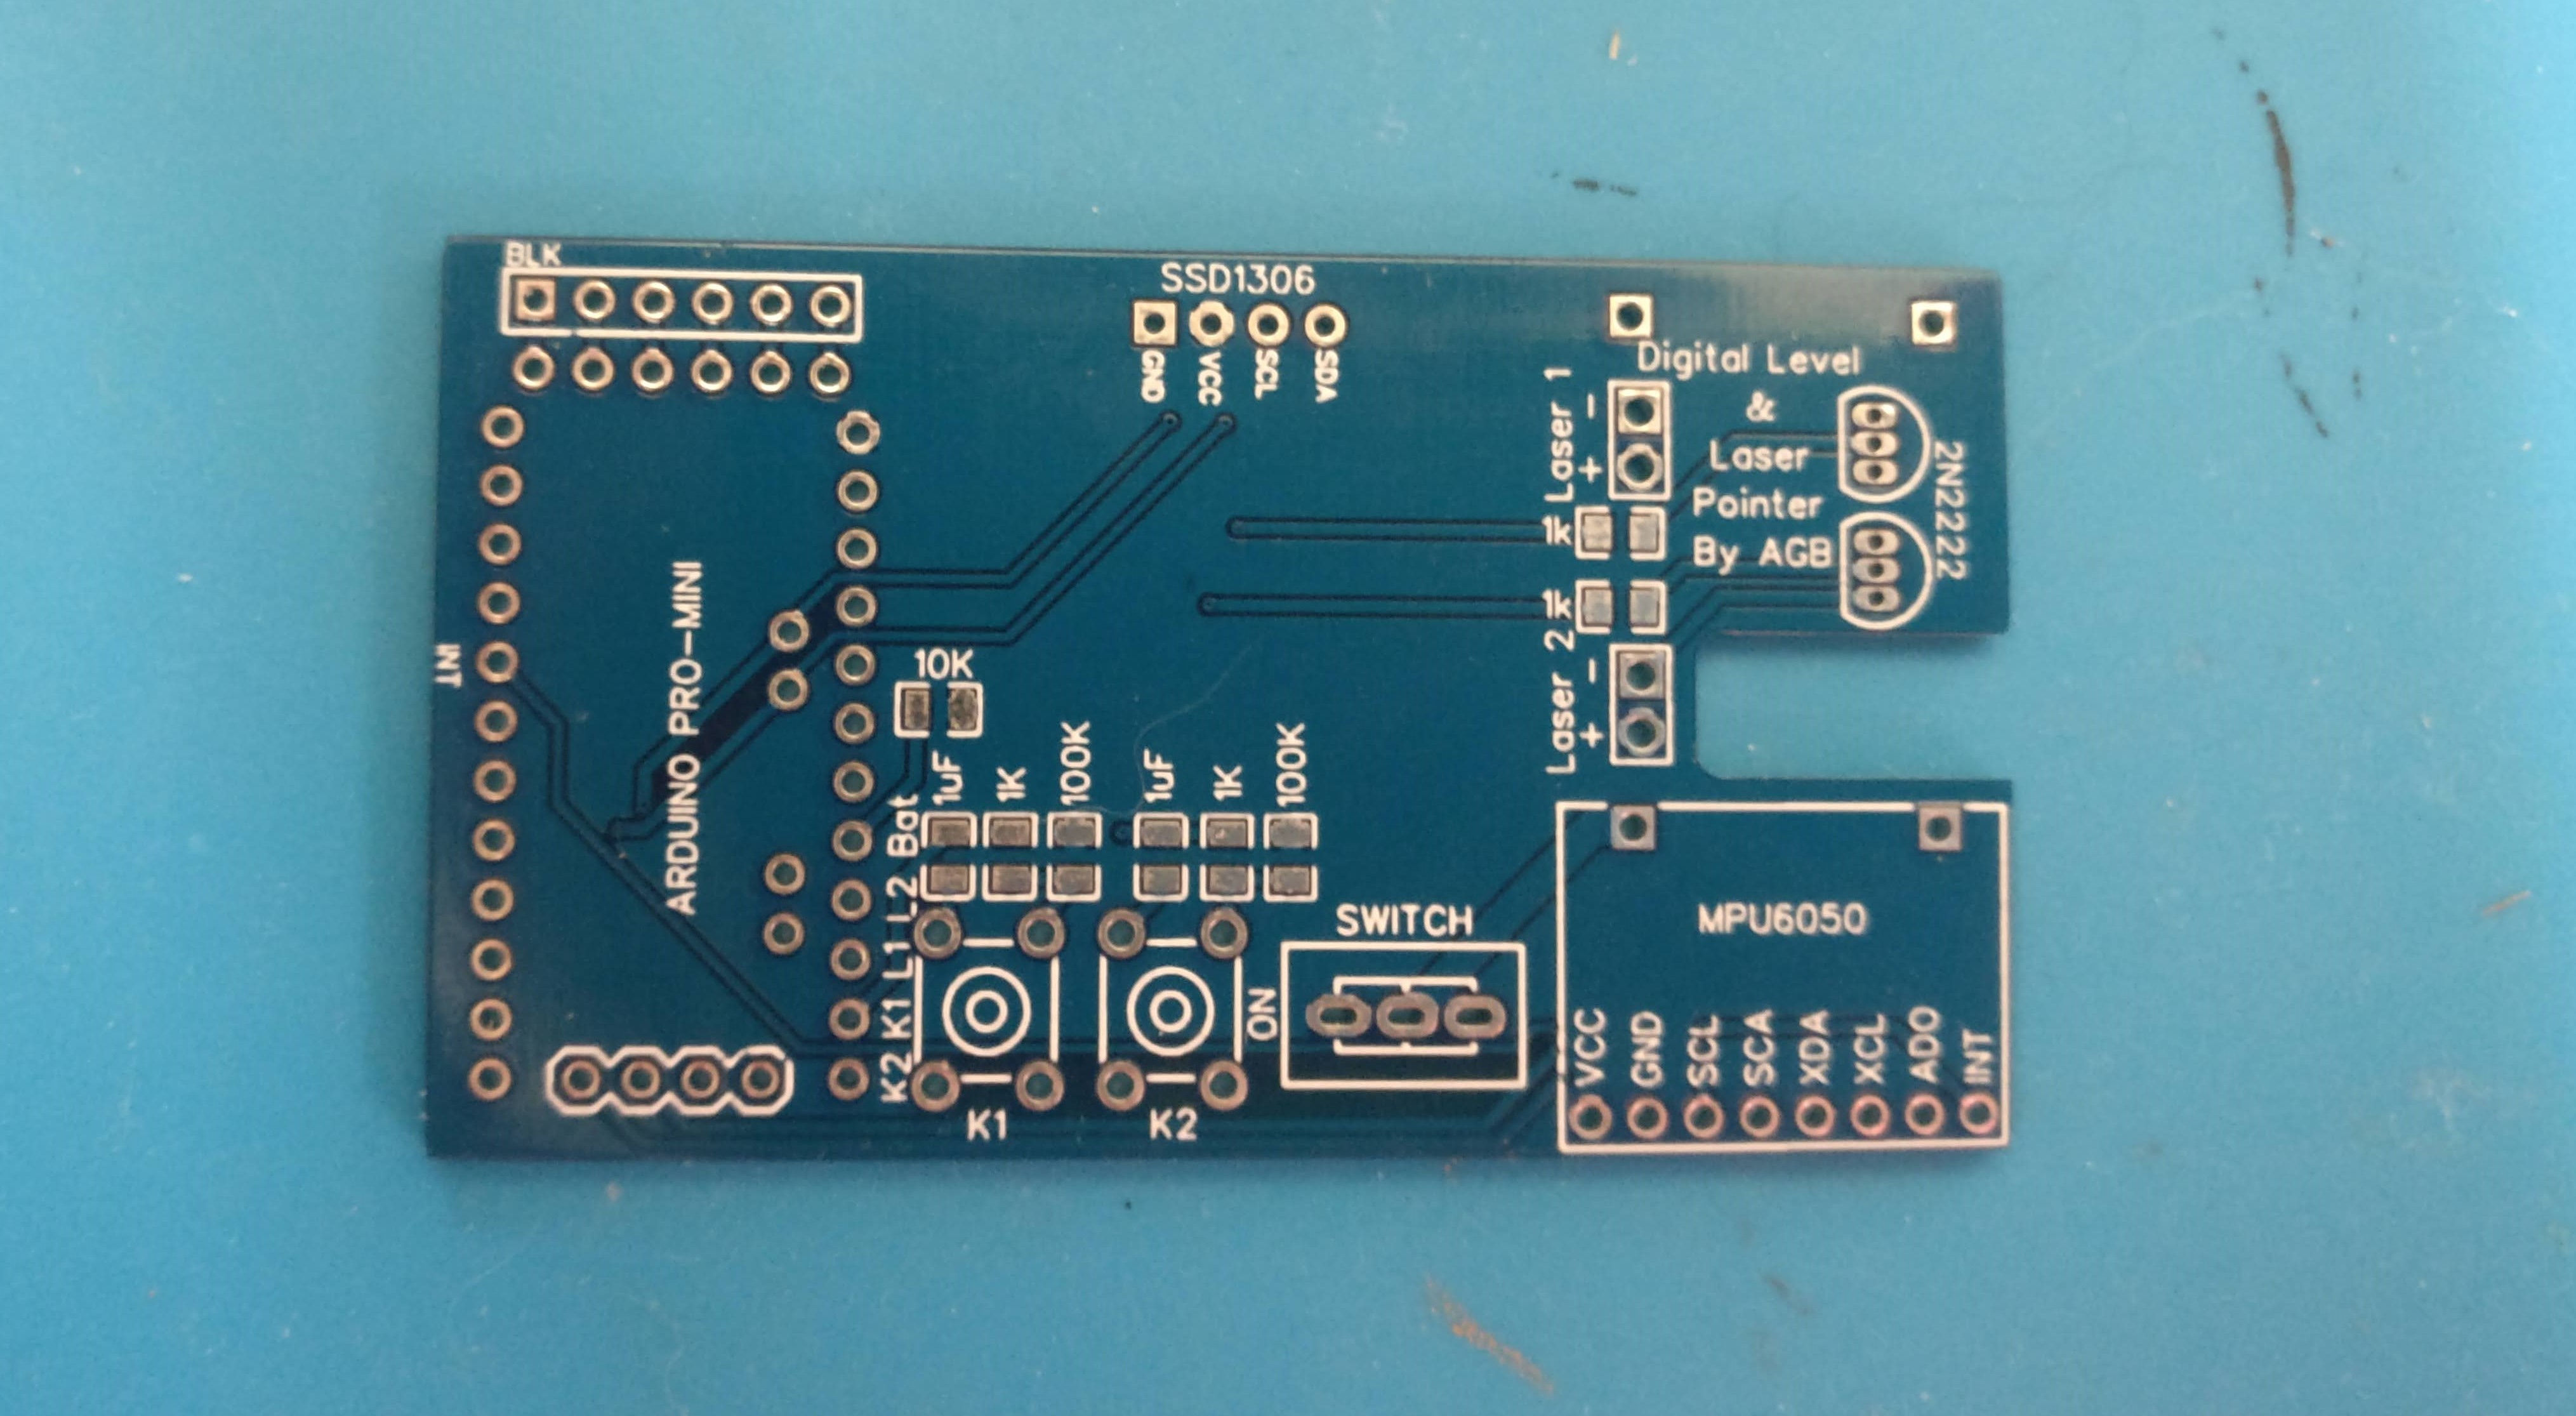 BLK
SSD1306
GND
VCC
SCL
SDA
Digital Level
&
Laser
Pointer
By AGB
Laser 1
-
+
2N2222
1k
1k
Laser 2
-
+
INT
ARDUINO PRO-MINI
10K
1uF
1K
100K
1uF
1K
100K
Bat
L2
L1
K1
K2
K1
K2
ON
SWITCH
MPU6050
VCC
GND
SCL
SCA
XDA
XCL
ADO
INT